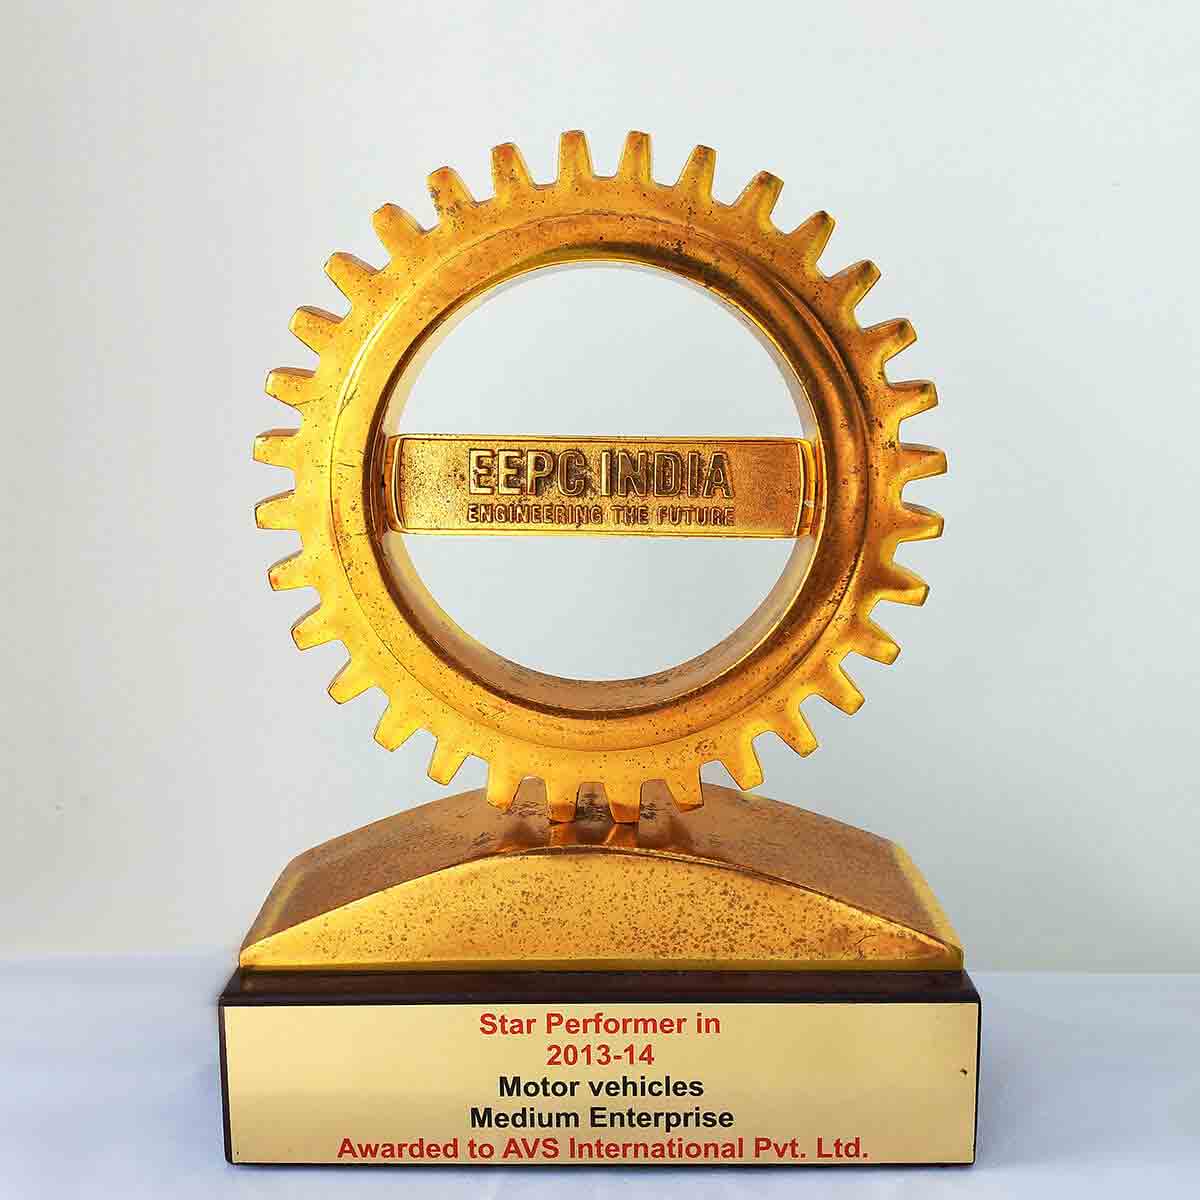 EEPC INDIA
ENGINEERING THE FUTURE
Star Performer in
2013-14
Motor vehicles
Medium Enterprise
Awarded to AVS International Pvt. Ltd.